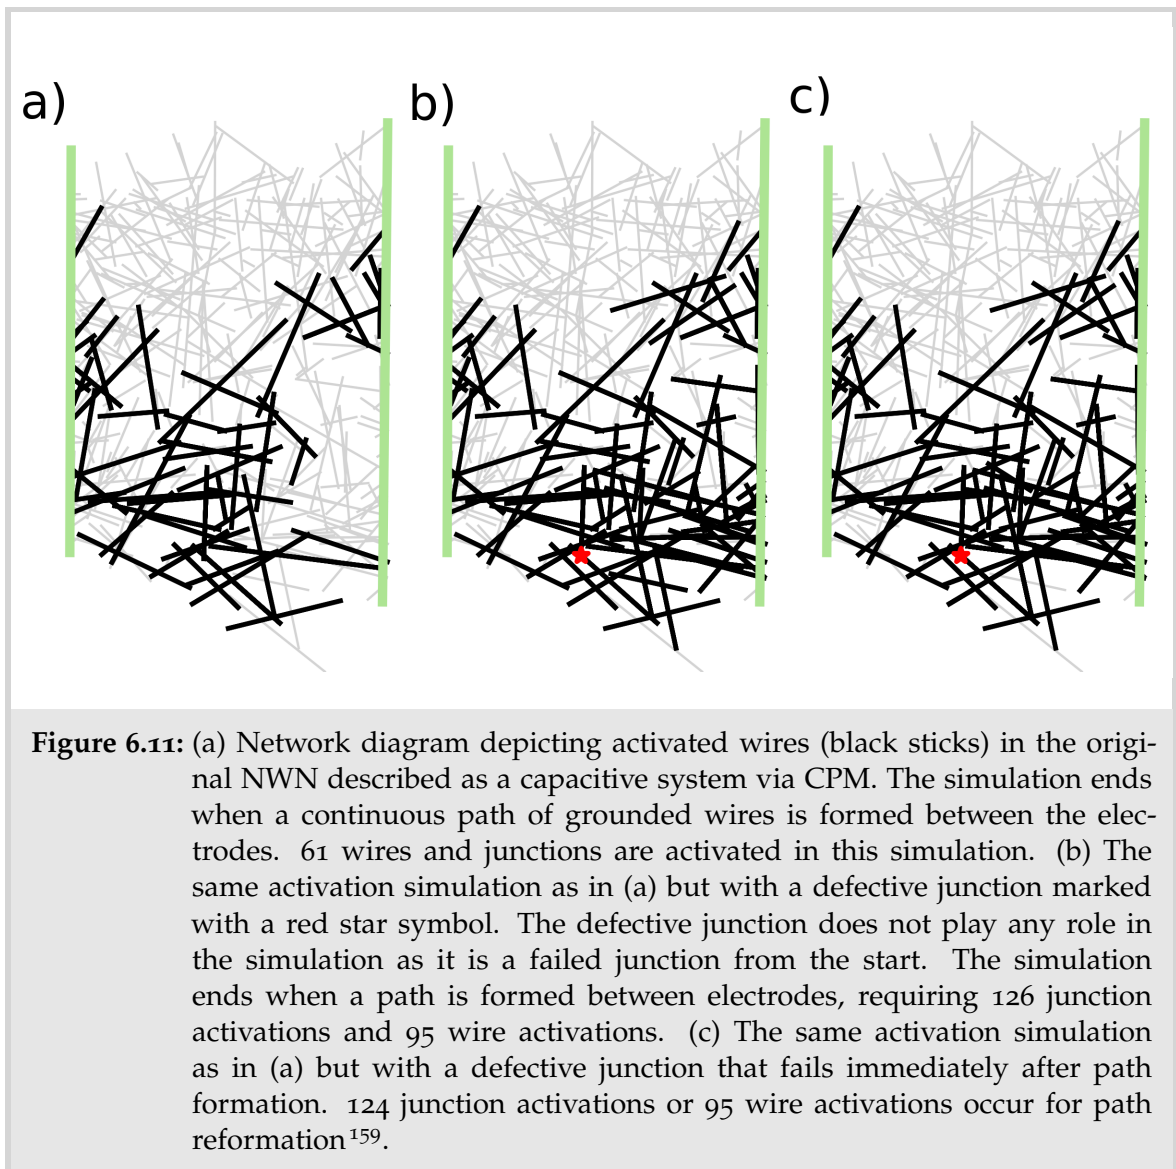 a) b) c)
Figure 6.11: (a) Network diagram depicting activated wires (black sticks) in the origi-
nal NWN described as a capacitive system via CPM. The simulation ends
when a continuous path of grounded wires is formed between the elec-
trodes. 61 wires and junctions are activated in this simulation. (b) The
same activation simulation as in (a) but with a defective junction marked
with a red star symbol. The defective junction does not play any role in
the simulation as it is a failed junction from the start. The simulation
ends when a path is formed between electrodes, requiring 126 junction
activations and 95 wire activations. (c) The same activation simulation
as in (a) but with a defective junction that fails immediately after path
formation. 124 junction activations or 95 wire activations occur for path
reformation¹⁵⁹.